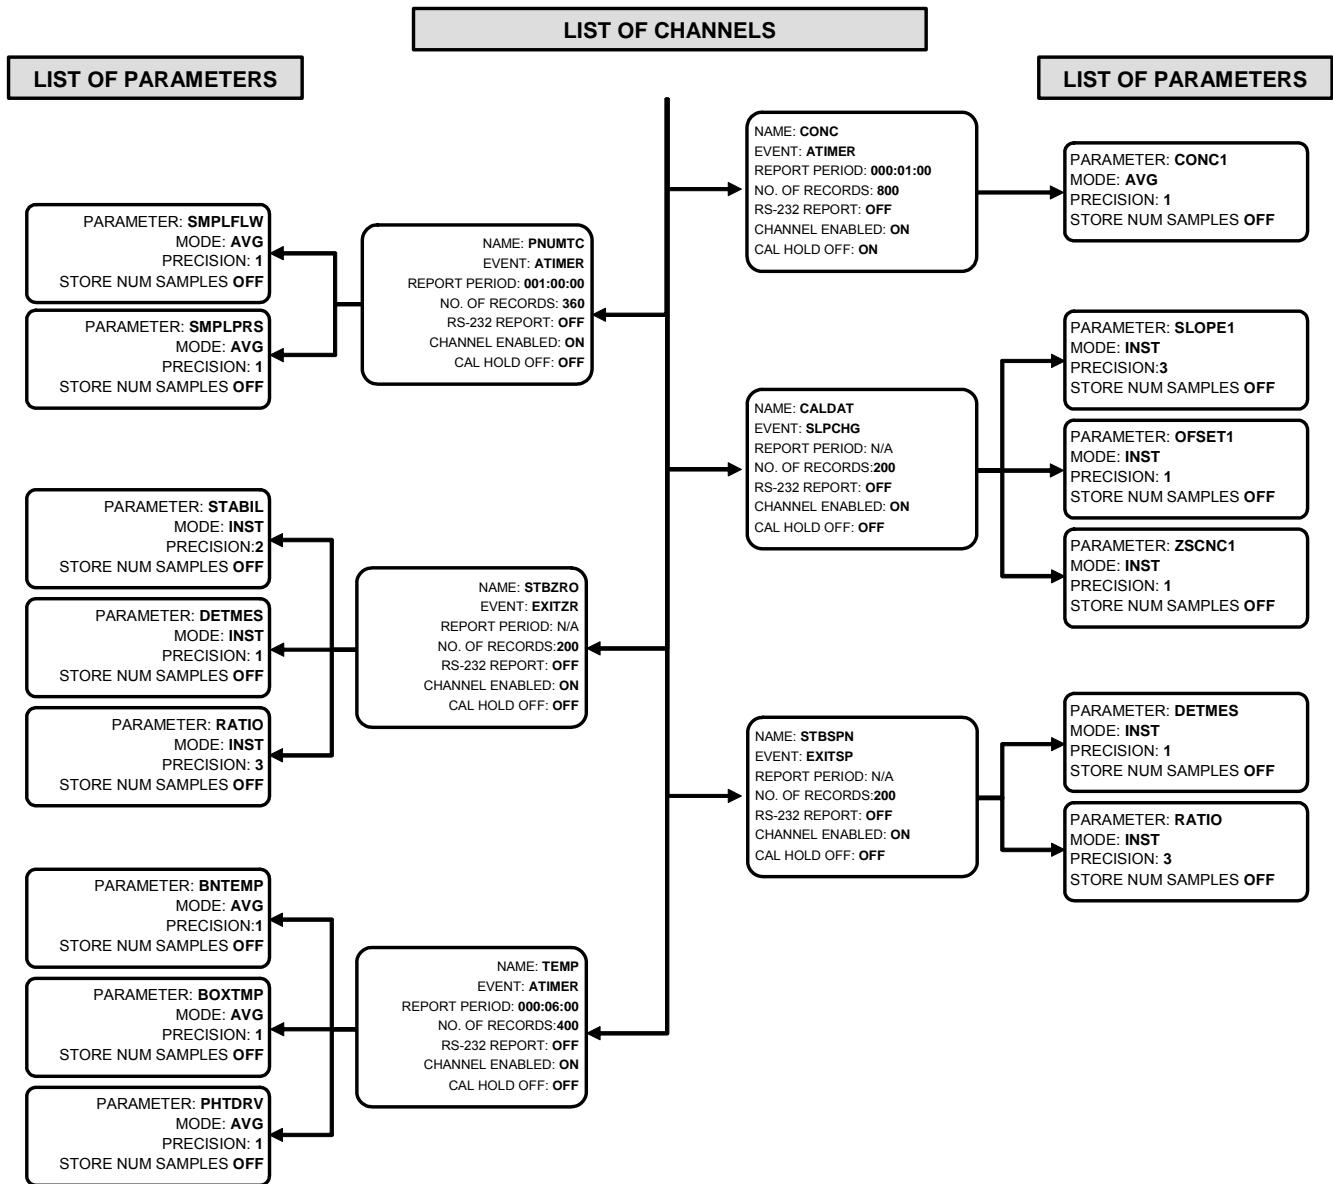 LIST OF CHANNELS
LIST OF PARAMETERS
LIST OF PARAMETERS
PARAMETER: SMPLFLW
MODE: AVG
PRECISION: 1
STORE NUM SAMPLES OFF
PARAMETER: SMPLPRS
MODE: AVG
PRECISION: 1
STORE NUM SAMPLES OFF
NAME: PNUMTC
EVENT: ATIMER
REPORT PERIOD: 001:00:00
NO. OF RECORDS: 360
RS-232 REPORT: OFF
CHANNEL ENABLED: ON
CAL HOLD OFF: OFF
PARAMETER: STABIL
MODE: INST
PRECISION:2
STORE NUM SAMPLES OFF
PARAMETER: DETMES
MODE: INST
PRECISION: 1
STORE NUM SAMPLES OFF
PARAMETER: RATIO
MODE: INST
PRECISION: 3
STORE NUM SAMPLES OFF
NAME: STBZRO
EVENT: EXITZR
REPORT PERIOD: N/A
NO. OF RECORDS:200
RS-232 REPORT: OFF
CHANNEL ENABLED: ON
CAL HOLD OFF: OFF
PARAMETER: BNTEMP
MODE: AVG
PRECISION:1
STORE NUM SAMPLES OFF
PARAMETER: BOXTMP
MODE: AVG
PRECISION: 1
STORE NUM SAMPLES OFF
PARAMETER: PHTDRV
MODE: AVG
PRECISION: 1
STORE NUM SAMPLES OFF
NAME: TEMP
EVENT: ATIMER
REPORT PERIOD: 000:06:00
NO. OF RECORDS:400
RS-232 REPORT: OFF
CHANNEL ENABLED: ON
CAL HOLD OFF: OFF
NAME: CONC
EVENT: ATIMER
REPORT PERIOD: 000:01:00
NO. OF RECORDS: 800
RS-232 REPORT: OFF
CHANNEL ENABLED: ON
CAL HOLD OFF: ON
PARAMETER: CONC1
MODE: AVG
PRECISION: 1
STORE NUM SAMPLES OFF
NAME: CALDAT
EVENT: SLPCHG
REPORT PERIOD: N/A
NO. OF RECORDS:200
RS-232 REPORT: OFF
CHANNEL ENABLED: ON
CAL HOLD OFF: OFF
PARAMETER: SLOPE1
MODE: INST
PRECISION:3
STORE NUM SAMPLES OFF
PARAMETER: OFSET1
MODE: INST
PRECISION: 1
STORE NUM SAMPLES OFF
PARAMETER: ZSCNC1
MODE: INST
PRECISION: 1
STORE NUM SAMPLES OFF
NAME: STBSPN
EVENT: EXITSP
REPORT PERIOD: N/A
NO. OF RECORDS:200
RS-232 REPORT: OFF
CHANNEL ENABLED: ON
CAL HOLD OFF: OFF
PARAMETER: DETMES
MODE: INST
PRECISION: 1
STORE NUM SAMPLES OFF
PARAMETER: RATIO
MODE: INST
PRECISION: 3
STORE NUM SAMPLES OFF